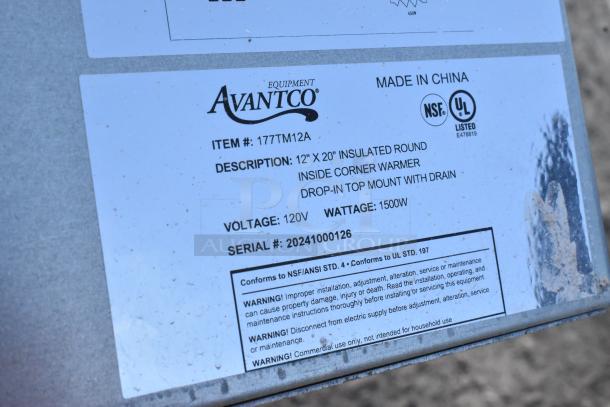 EQUIPMENT
AVANTCO®
MADE IN CHINA
NSF®
UL®
LISTED
E478819
ITEM #: 177TM12A
DESCRIPTION: 12" X 20" INSULATED ROUND
INSIDE CORNER WARMER
DROP-IN TOP MOUNT WITH DRAIN
VOLTAGE: 120V WATTAGE: 1500W
SERIAL #: 20241000126
Conforms to NSF/ANSI STD. 4 • Conforms to UL STD. 197
WARNING! Improper installation, adjustment, alteration, service or maintenance
can cause property damage, injury or death. Read the installation, operating, and
maintenance instructions thoroughly before installing or servicing this equipment.
WARNING! Disconnect from electric supply before adjustment, alteration, service
or maintenance.
WARNING! Commercial use only, not intended for household use